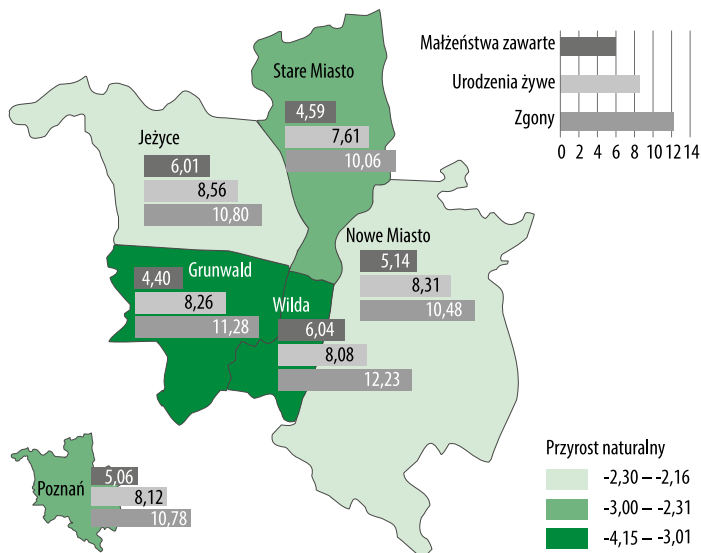 Małżeństwa zawarte
Urodzenia żywe
Zgony
0 2 4 6 8 10 12 14
Stare Miasto
4,59
7,61
10,06
Jeżyce
6,01
8,56
10,80
Nowe Miasto
5,14
8,31
10,48
Grunwald
4,40
8,26
11,28
Wilda
6,04
8,08
12,23
Poznań
5,06
8,12
10,78
Przyrost naturalny
-2,30 – -2,16
-3,00 – -2,31
-4,15 – -3,01